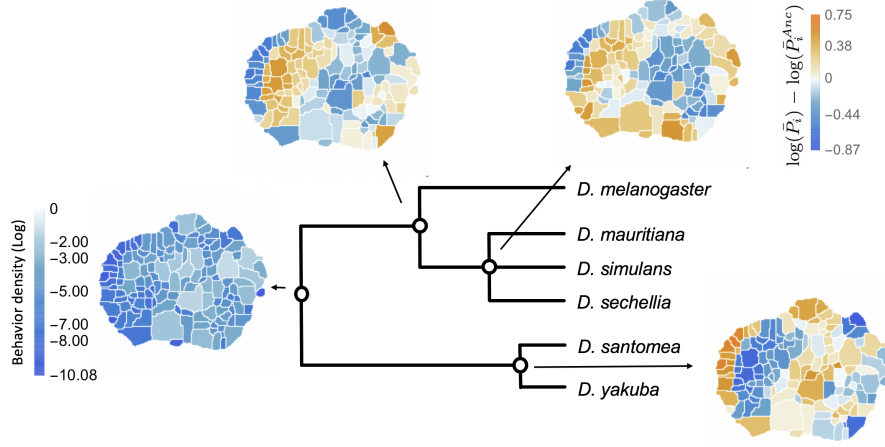 0.75
0.38
0
−0.44
−0.87
log(P̄ᵢ) − log(P̄ᵢᴬⁿᶜ)
D. melanogaster
D. mauritiana
D. simulans
D. sechellia
D. santomea
D. yakuba
Behavior density (Log)
0
−2.00
−3.00
−5.00
−7.00
−8.00
−10.08